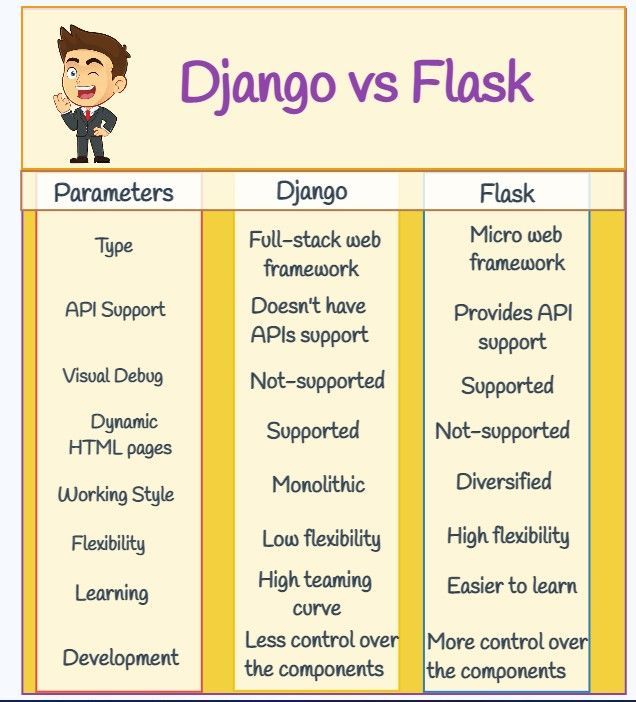 Django vs Flask
Parameters Django Flask
Type Full-stack web Micro web
framework framework
API Support Doesn't have Provides API
APIs support support
Visual Debug Not-supported Supported
Dynamic Supported Not-supported
HTML pages
Working Style Monolithic Diversified
Flexibility Low flexibility High flexibility
Learning High teaming Easier to learn
curve
Development Less control over More control over
the components the components